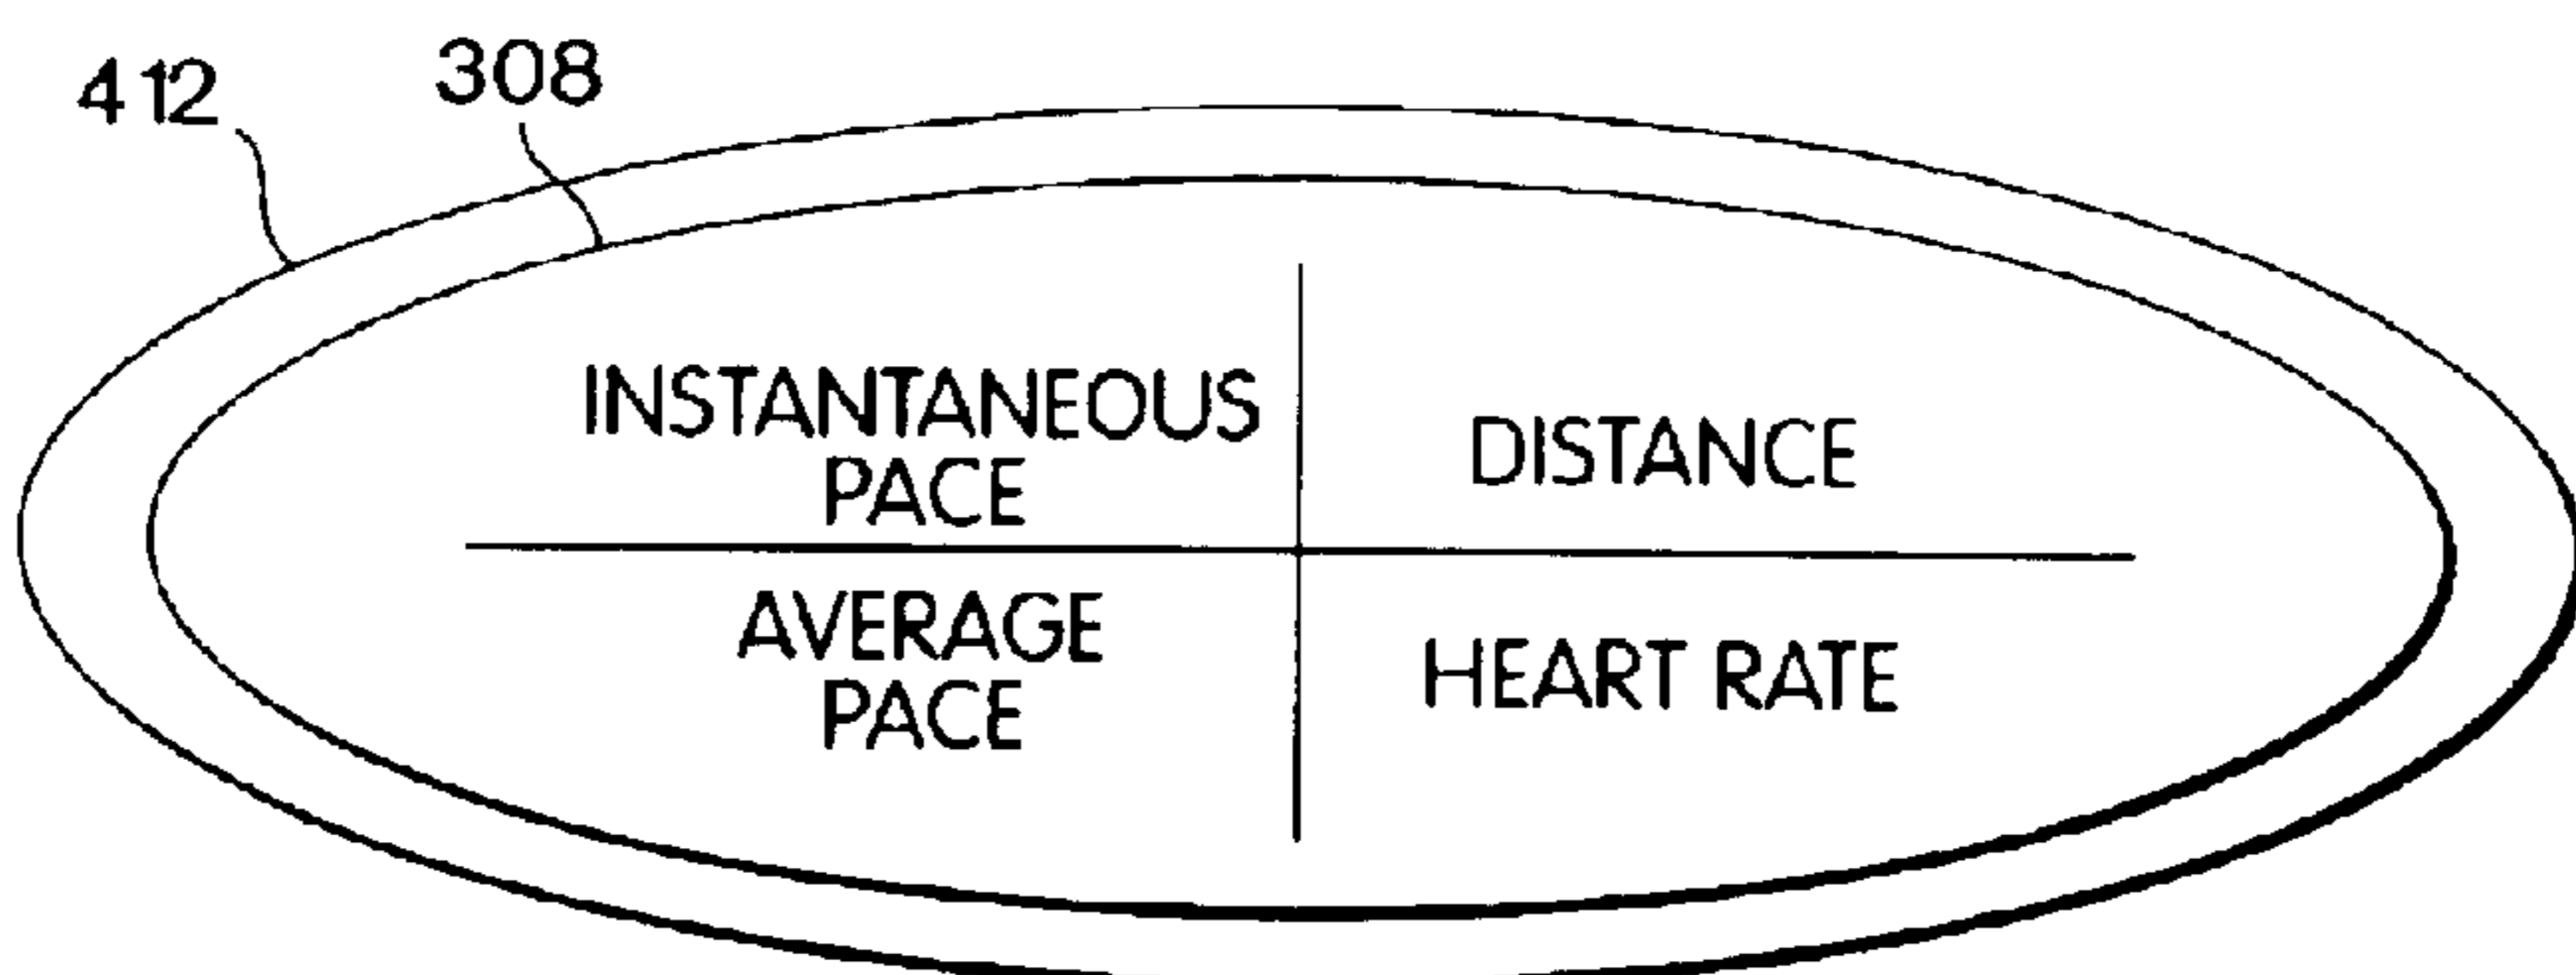 412
308
INSTANTANEOUS
PACE
DISTANCE
AVERAGE
PACE
HEART RATE